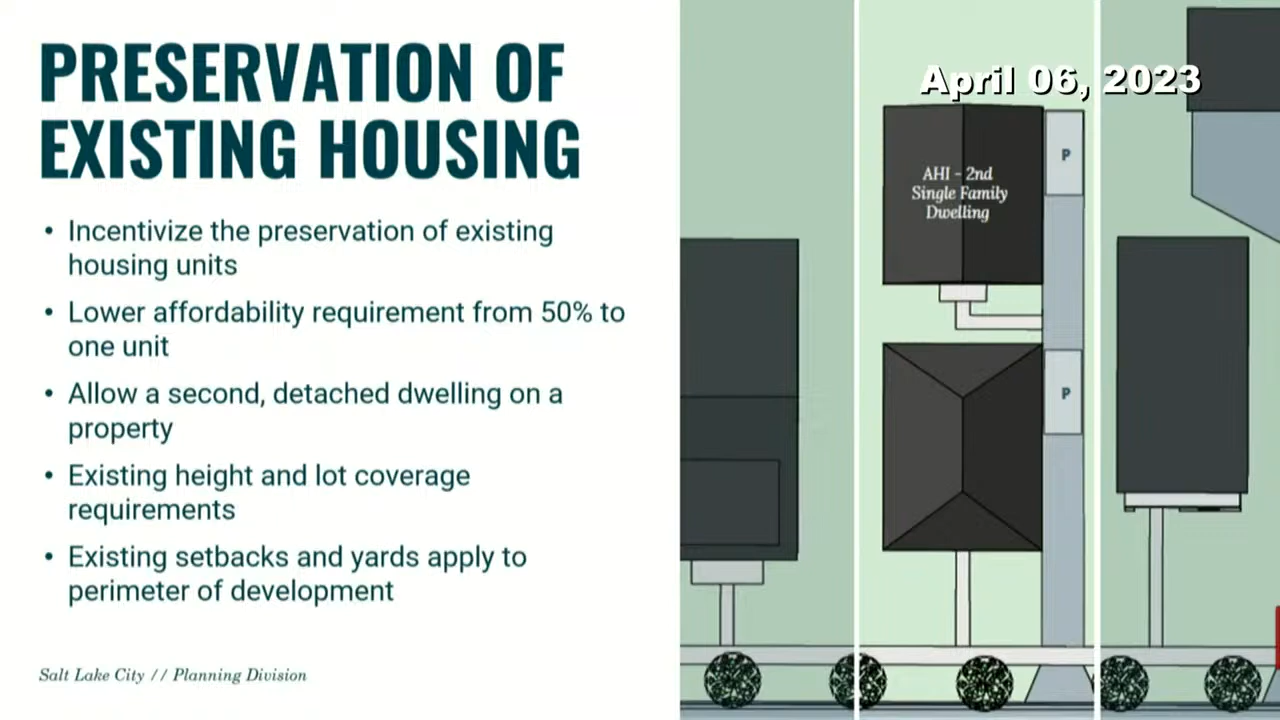 PRESERVATION OF
EXISTING HOUSING
• Incentivize the preservation of existing
housing units
• Lower affordability requirement from 50% to
one unit
• Allow a second, detached dwelling on a
property
• Existing height and lot coverage
requirements
• Existing setbacks and yards apply to
perimeter of development
Salt Lake City // Planning Division
April 06, 2023
P
AHI - 2nd
Single Family
Dwelling
P